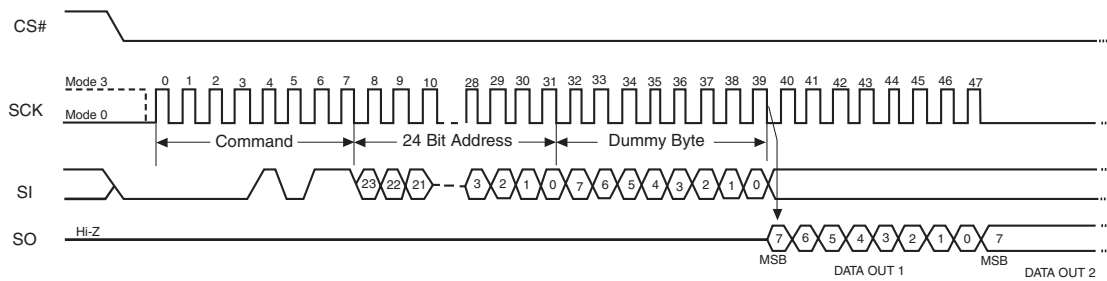 CS#
Mode 3
0 1 2 3 4 5 6 7 8 9 10 28 29 30 31 32 33 34 35 36 37 38 39 40 41 42 43 44 45 46 47
SCK
Mode 0
Command 24 Bit Address Dummy Byte
SI
23 22 21 3 2 1 0 7 6 5 4 3 2 1 0
Hi-Z
SO
7 6 5 4 3 2 1 0 7
MSB MSB
DATA OUT 1 DATA OUT 2